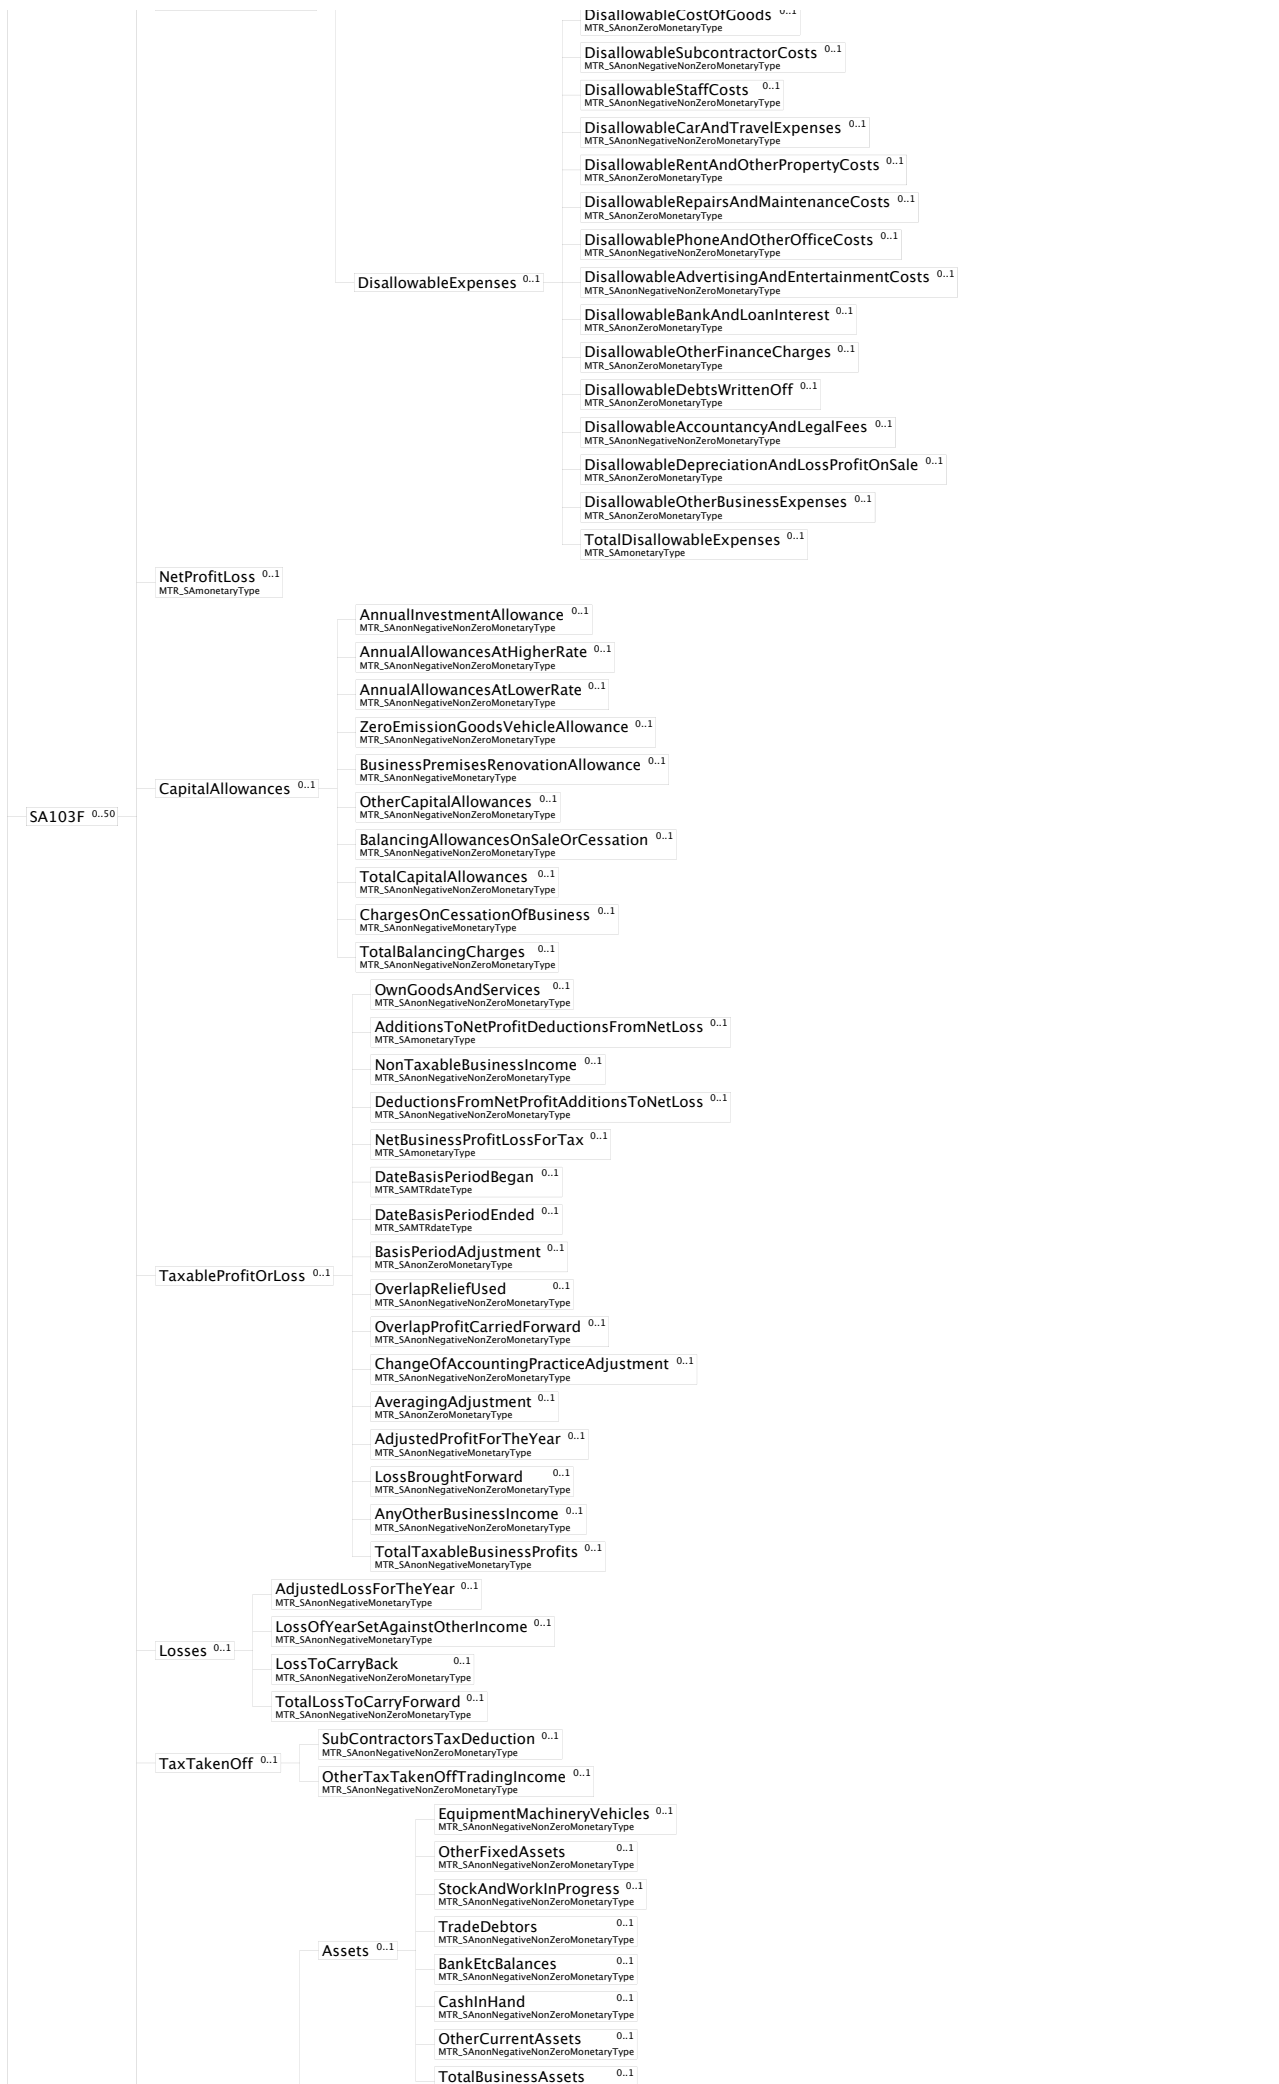 DisallowableCostOfGoods 0..1
MTR_SAnonZeroMonetaryType
DisallowableSubcontractorCosts 0..1
MTR_SAnonNegativeNonZeroMonetaryType
DisallowableStaffCosts 0..1
MTR_SAnonNegativeNonZeroMonetaryType
DisallowableCarAndTravelExpenses 0..1
MTR_SAnonNegativeNonZeroMonetaryType
DisallowableRentAndOtherPropertyCosts 0..1
MTR_SAnonZeroMonetaryType
DisallowableRepairsAndMaintenanceCosts 0..1
MTR_SAnonZeroMonetaryType
DisallowablePhoneAndOtherOfficeCosts 0..1
MTR_SAnonNegativeNonZeroMonetaryType
DisallowableExpenses 0..1
DisallowableAdvertisingAndEntertainmentCosts 0..1
MTR_SAnonNegativeNonZeroMonetaryType
DisallowableBankAndLoanInterest 0..1
MTR_SAnonZeroMonetaryType
DisallowableOtherFinanceCharges 0..1
MTR_SAnonZeroMonetaryType
DisallowableDebtsWrittenOff 0..1
MTR_SAnonZeroMonetaryType
DisallowableAccountancyAndLegalFees 0..1
MTR_SAnonNegativeNonZeroMonetaryType
DisallowableDepreciationAndLossProfitOnSale 0..1
MTR_SAnonZeroMonetaryType
DisallowableOtherBusinessExpenses 0..1
MTR_SAnonZeroMonetaryType
TotalDisallowableExpenses 0..1
MTR_SAmonetaryType
NetProfitLoss 0..1
MTR_SAmonetaryType
AnnualInvestmentAllowance 0..1
MTR_SAnonNegativeNonZeroMonetaryType
AnnualAllowancesAtHigherRate 0..1
MTR_SAnonNegativeNonZeroMonetaryType
AnnualAllowancesAtLowerRate 0..1
MTR_SAnonNegativeNonZeroMonetaryType
ZeroEmissionGoodsVehicleAllowance 0..1
MTR_SAnonNegativeNonZeroMonetaryType
BusinessPremisesRenovationAllowance 0..1
MTR_SAnonNegativeMonetaryType
CapitalAllowances 0..1
OtherCapitalAllowances 0..1
MTR_SAnonNegativeNonZeroMonetaryType
SA103F 0..50
BalancingAllowancesOnSaleOrCessation 0..1
MTR_SAnonNegativeNonZeroMonetaryType
TotalCapitalAllowances 0..1
MTR_SAnonNegativeNonZeroMonetaryType
ChargesOnCessationOfBusiness 0..1
MTR_SAnonNegativeMonetaryType
TotalBalancingCharges 0..1
MTR_SAnonNegativeNonZeroMonetaryType
OwnGoodsAndServices 0..1
MTR_SAnonNegativeNonZeroMonetaryType
AdditionsToNetProfitDeductionsFromNetLoss 0..1
MTR_SAmonetaryType
NonTaxableBusinessIncome 0..1
MTR_SAnonNegativeNonZeroMonetaryType
DeductionsFromNetProfitAdditionsToNetLoss 0..1
MTR_SAnonNegativeNonZeroMonetaryType
NetBusinessProfitLossForTax 0..1
MTR_SAmonetaryType
DateBasisPeriodBegan 0..1
MTR_SAMTRdateType
DateBasisPeriodEnded 0..1
MTR_SAMTRdateType
BasisPeriodAdjustment 0..1
MTR_SAnonZeroMonetaryType
TaxableProfitOrLoss 0..1
OverlapReliefUsed 0..1
MTR_SAnonNegativeNonZeroMonetaryType
OverlapProfitCarriedForward 0..1
MTR_SAnonNegativeNonZeroMonetaryType
ChangeOfAccountingPracticeAdjustment 0..1
MTR_SAnonNegativeNonZeroMonetaryType
AveragingAdjustment 0..1
MTR_SAnonZeroMonetaryType
AdjustedProfitForTheYear 0..1
MTR_SAnonNegativeMonetaryType
LossBroughtForward 0..1
MTR_SAnonNegativeNonZeroMonetaryType
AnyOtherBusinessIncome 0..1
MTR_SAnonNegativeNonZeroMonetaryType
TotalTaxableBusinessProfits 0..1
MTR_SAnonNegativeMonetaryType
AdjustedLossForTheYear 0..1
MTR_SAnonNegativeMonetaryType
LossOfYearSetAgainstOtherIncome 0..1
MTR_SAnonNegativeMonetaryType
Losses 0..1
LossToCarryBack 0..1
MTR_SAnonNegativeNonZeroMonetaryType
TotalLossToCarryForward 0..1
MTR_SAnonNegativeNonZeroMonetaryType
SubContractorsTaxDeduction 0..1
MTR_SAnonNegativeNonZeroMonetaryType
TaxTakenOff 0..1
OtherTaxTakenOffTradingIncome 0..1
MTR_SAnonNegativeNonZeroMonetaryType
EquipmentMachineryVehicles 0..1
MTR_SAnonNegativeNonZeroMonetaryType
OtherFixedAssets 0..1
MTR_SAnonNegativeNonZeroMonetaryType
StockAndWorkInProgress 0..1
MTR_SAnonNegativeNonZeroMonetaryType
TradeDebtors 0..1
MTR_SAnonNegativeNonZeroMonetaryType
Assets 0..1
BankEtcBalances 0..1
MTR_SAnonNegativeNonZeroMonetaryType
CashInHand 0..1
MTR_SAnonNegativeNonZeroMonetaryType
OtherCurrentAssets 0..1
MTR_SAnonNegativeNonZeroMonetaryType
TotalBusinessAssets 0..1